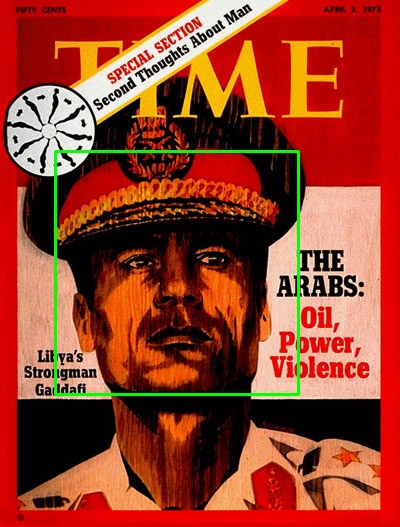 FIFTY CENTS
APRIL 2, 1973
SPECIAL SECTION
Second Thoughts About Man
TIME
THE
ARABS:
Oil,
Power,
Violence
Libya's
Strongman
Gaddafi